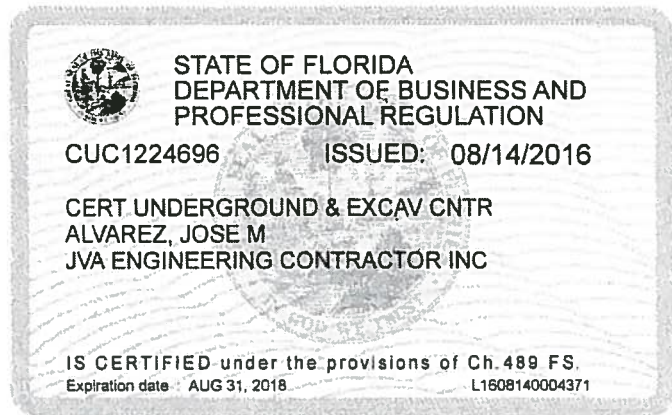 STATE OF FLORIDA
DEPARTMENT OF BUSINESS AND
PROFESSIONAL REGULATION
CUC1224696 ISSUED: 08/14/2016
CERT UNDERGROUND & EXCAV CNTR
ALVAREZ, JOSE M
JVA ENGINEERING CONTRACTOR INC
IS CERTIFIED under the provisions of Ch.489 FS.
Expiration date : AUG 31, 2018 L1608140004371